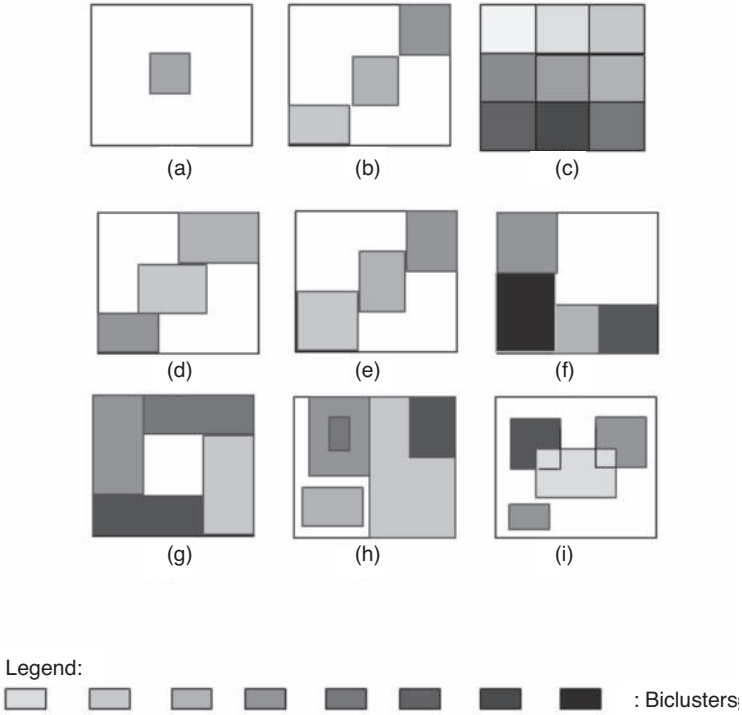 (a) (b) (c)
(d) (e) (f)
(g) (h) (i)
Legend:
: Biclusters